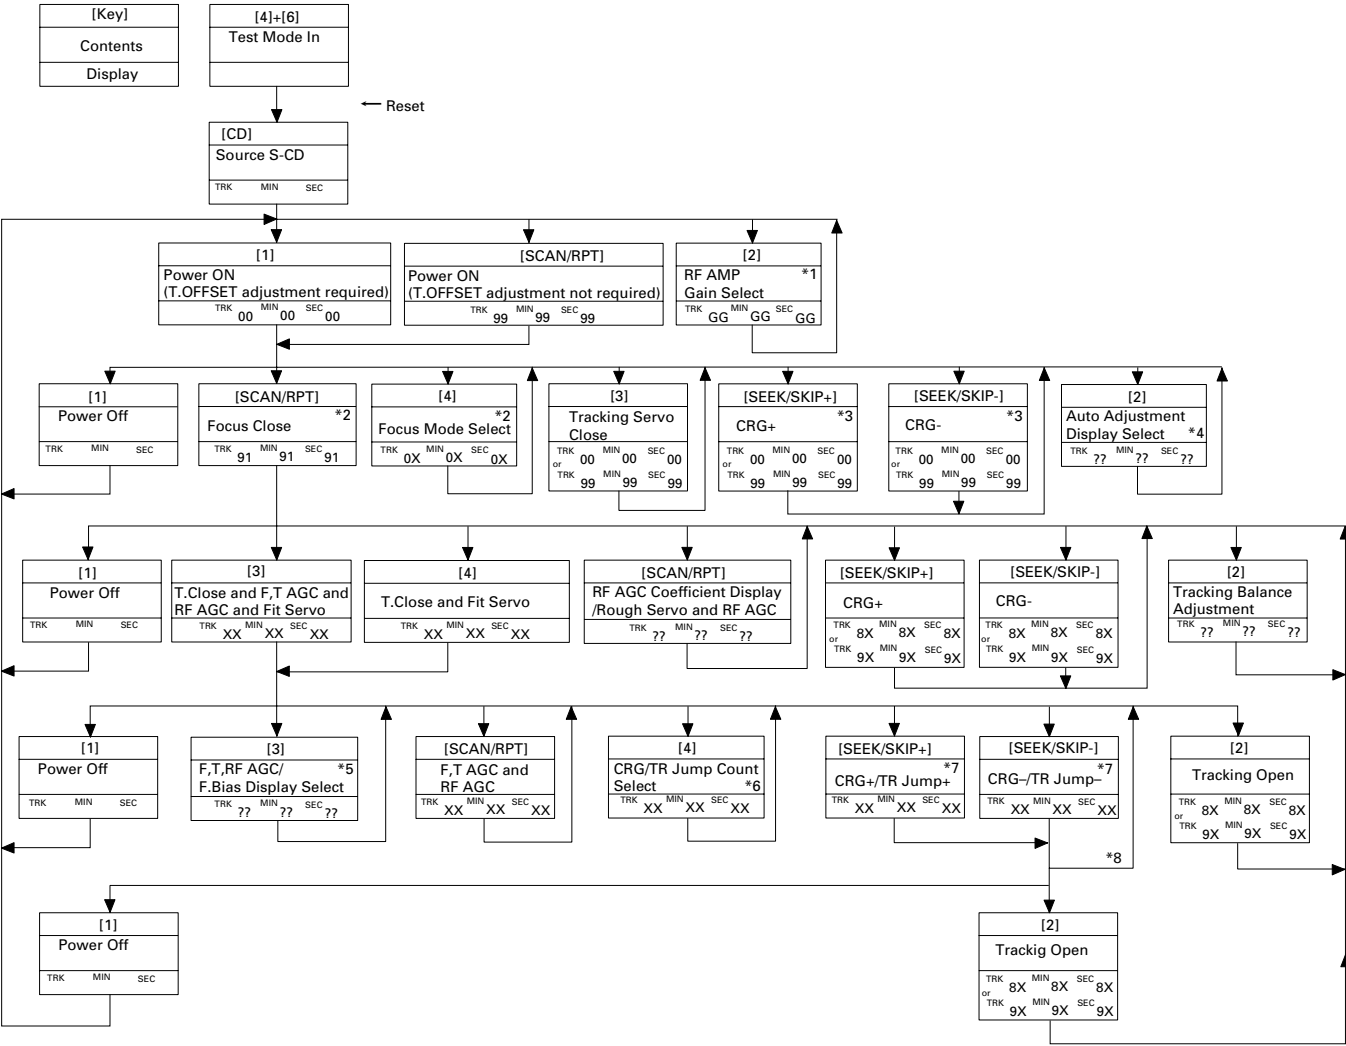 [Key]
Contents
Display
[4]+[6]
Test Mode In
← Reset
[CD]
Source S-CD
TRK MIN SEC
[1]
Power ON
(T.OFFSET adjustment required)
TRK 00 MIN 00 SEC 00
[SCAN/RPT]
Power ON
(T.OFFSET adjustment not required)
TRK 99 MIN 99 SEC 99
[2]
RF AMP *1
Gain Select
TRK GG MIN GG SEC GG
[1]
Power Off
TRK MIN SEC
[SCAN/RPT]
*2
Focus Close
TRK 91 MIN 91 SEC 91
[4]
*2
Focus Mode Select
TRK 0X MIN 0X SEC 0X
[3]
Tracking Servo
Close
TRK 00 MIN 00 SEC 00
or
TRK 99 MIN 99 SEC 99
[SEEK/SKIP+]
*3
CRG+
TRK 00 MIN 00 SEC 00
or
TRK 99 MIN 99 SEC 99
[SEEK/SKIP-]
*3
CRG-
TRK 00 MIN 00 SEC 00
or
TRK 99 MIN 99 SEC 99
[2]
Auto Adjustment
Display Select *4
TRK ?? MIN ?? SEC ??
[1]
Power Off
TRK MIN SEC
[3]
T.Close and F,T AGC and
RF AGC and Fit Servo
TRK XX MIN XX SEC XX
[4]
T.Close and Fit Servo
TRK XX MIN XX SEC XX
[SCAN/RPT]
RF AGC Coefficient Display
/Rough Servo and RF AGC
TRK ?? MIN ?? SEC ??
[SEEK/SKIP+]
CRG+
TRK 8X MIN 8X SEC 8X
or
TRK 9X MIN 9X SEC 9X
[SEEK/SKIP-]
CRG-
TRK 8X MIN 8X SEC 8X
or
TRK 9X MIN 9X SEC 9X
[2]
Tracking Balance
Adjustment
TRK ?? MIN ?? SEC ??
[1]
Power Off
TRK MIN SEC
[3]
F,T,RF AGC/ *5
F.Bias Display Select
TRK ?? MIN ?? SEC ??
[SCAN/RPT]
F,T AGC and
RF AGC
TRK XX MIN XX SEC XX
[4]
CRG/TR Jump Count
Select *6
TRK XX MIN XX SEC XX
[SEEK/SKIP+]
*7
CRG+/TR Jump+
TRK XX MIN XX SEC XX
[SEEK/SKIP-]
*7
CRG–/TR Jump–
TRK XX MIN XX SEC XX
[2]
Tracking Open
TRK 8X MIN 8X SEC 8X
or
TRK 9X MIN 9X SEC 9X
*8
[1]
Power Off
TRK MIN SEC
[2]
Trackig Open
TRK 8X MIN 8X SEC 8X
or
TRK 9X MIN 9X SEC 9X